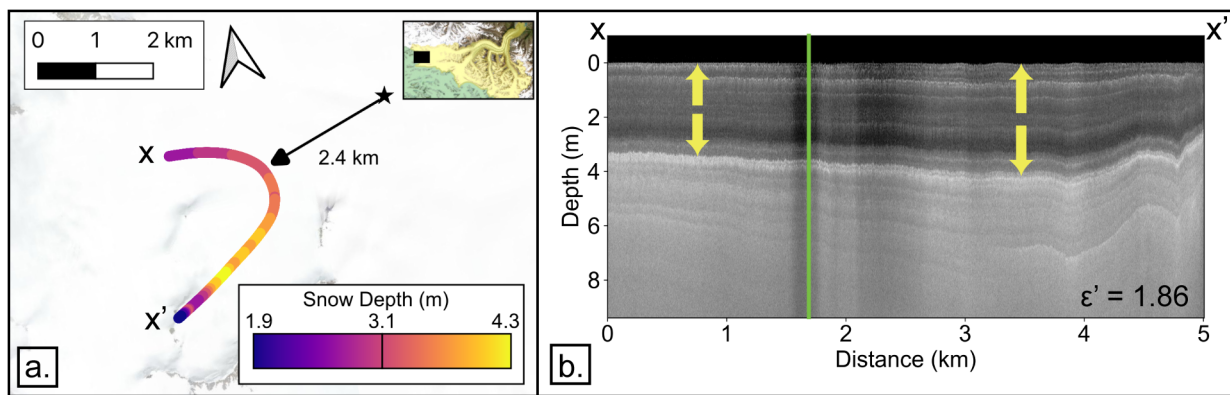 0 1 2 km
2.4 km
X
X'
Snow Depth (m)
1.9 3.1 4.3
a.
X X'
0
2
4
6
8
Depth (m)
ε' = 1.86
0 1 2 3 4 5
Distance (km)
b.